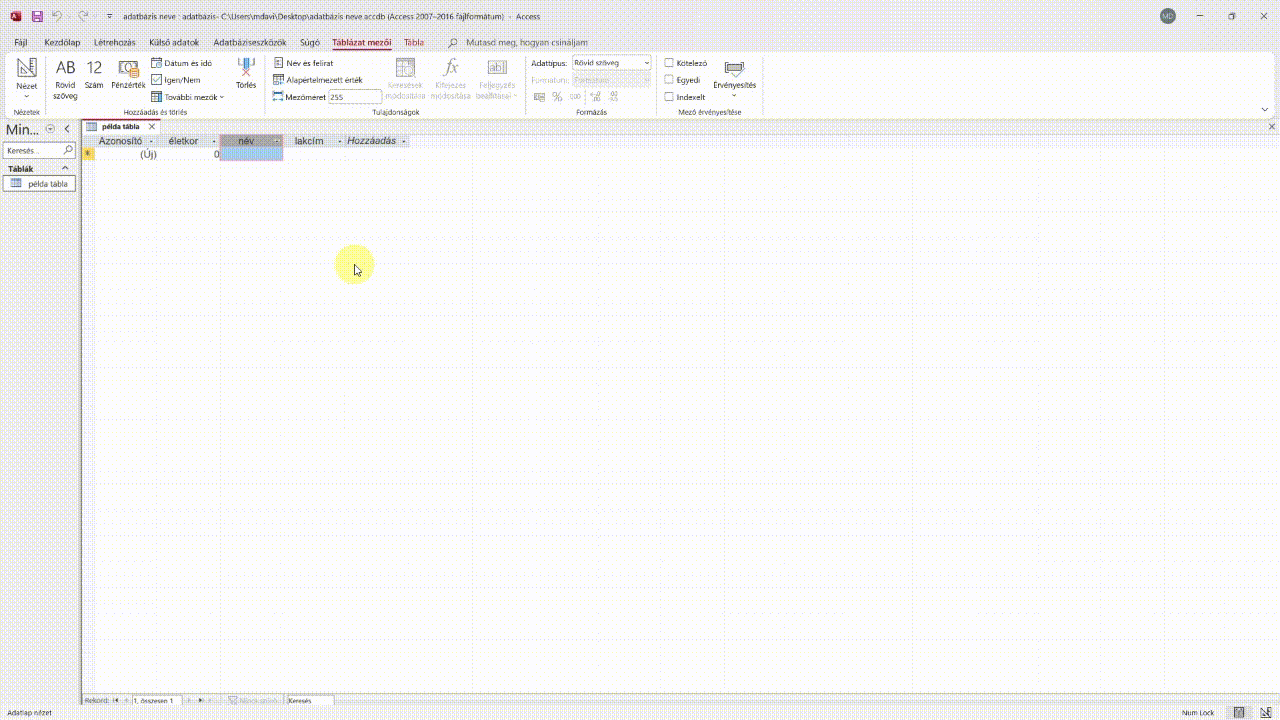 adatbázis neve : adatbázis- C:\Users\mdavi\Desktop\adatbázis neve.accdb (Access 2007–2016 fájlformátum) - Access
MD
Fájl Kezdőlap Létrehozás Külső adatok Adatbáziseszközök Súgó Táblázat mezői Tábla Mutasd meg, hogyan csináljam
Nézet
Nézetek
AB Rövid szöveg
12 Szám
Pénzérték
Dátum és idő
Igen/Nem
További mezők
Törlés
Hozzáadás és törlés
Név és felirat
Alapértelmezett érték
Mezőméret 255
Keresések módosítása
fx Kifejezés módosítása
ab Feljegyzés beállításai
Tulajdonságok
Adattípus: Rövid szöveg
Formátum: Formátum
%
Formázás
Kötelező
Egyedi
Indexelt
Érvényesítés
Mező érvényesítése
Min...
Keresés...
Táblák
példa tábla
példa tábla
Azonosító életkor név lakcím Hozzáadás
* (Új) 0
Rekord: 1, összesen 1 Nincs szűrő Keresés
Adatlap nézet Num Lock